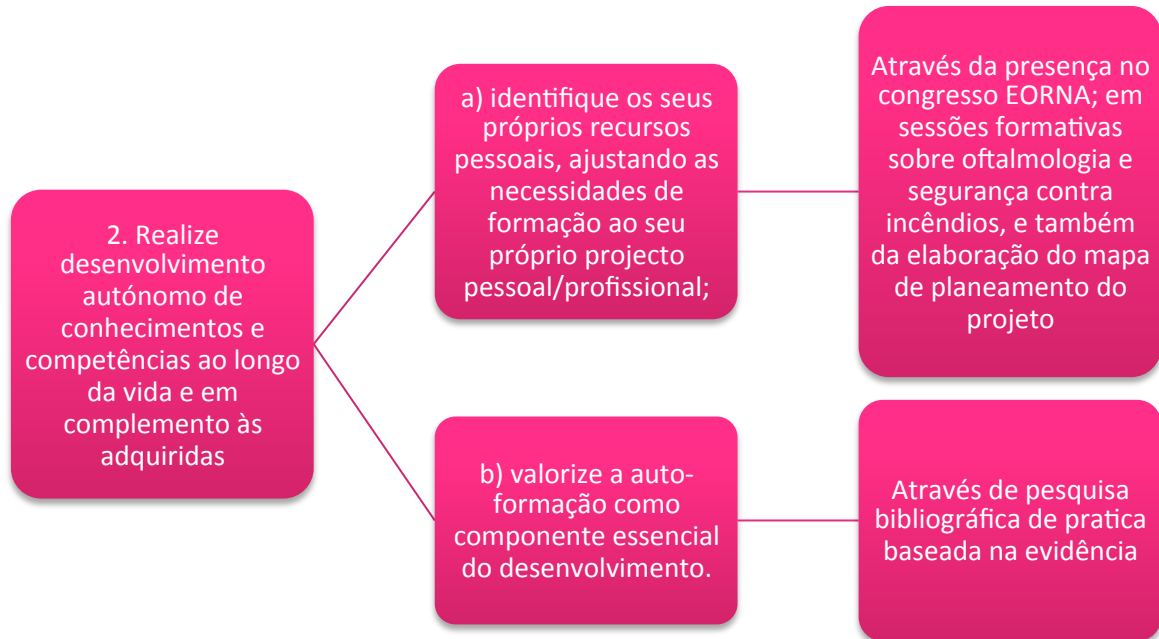 2. Realize
desenvolvimento
autónomo de
conhecimentos e
competências ao longo
da vida e em
complemento às
adquiridas
a) identifique os seus
próprios recursos
pessoais, ajustando as
necessidades de
formação ao seu
próprio projecto
pessoal/profissional;
Através da presença no
congresso EORNA; em
sessões formativas
sobre oftalmologia e
segurança contra
incêndios, e também
da elaboração do mapa
de planeamento do
projeto
b) valorize a auto-
formação como
componente essencial
do desenvolvimento.
Através de pesquisa
bibliográfica de pratica
baseada na evidência